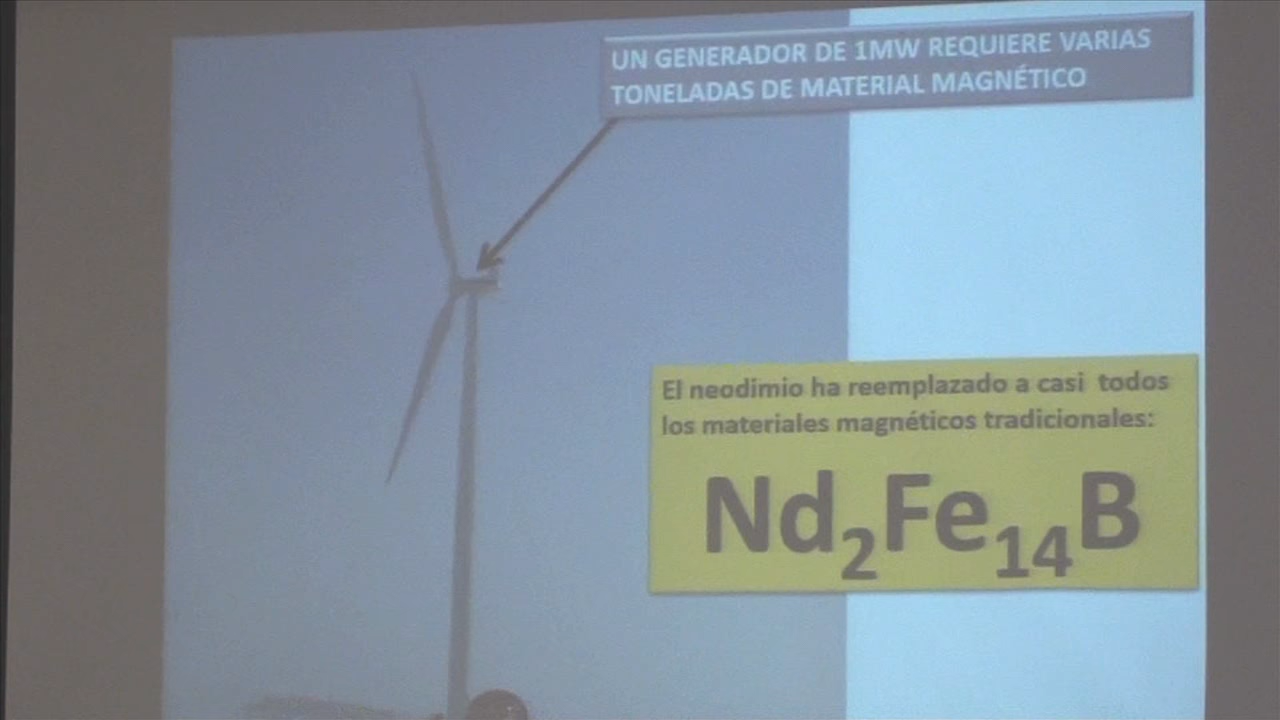 UN GENERADOR DE 1MW REQUIERE VARIAS
TONELADAS DE MATERIAL MAGNÉTICO
El neodimio ha reemplazado a casi todos
los materiales magnéticos tradicionales:
Nd₂Fe₁₄B